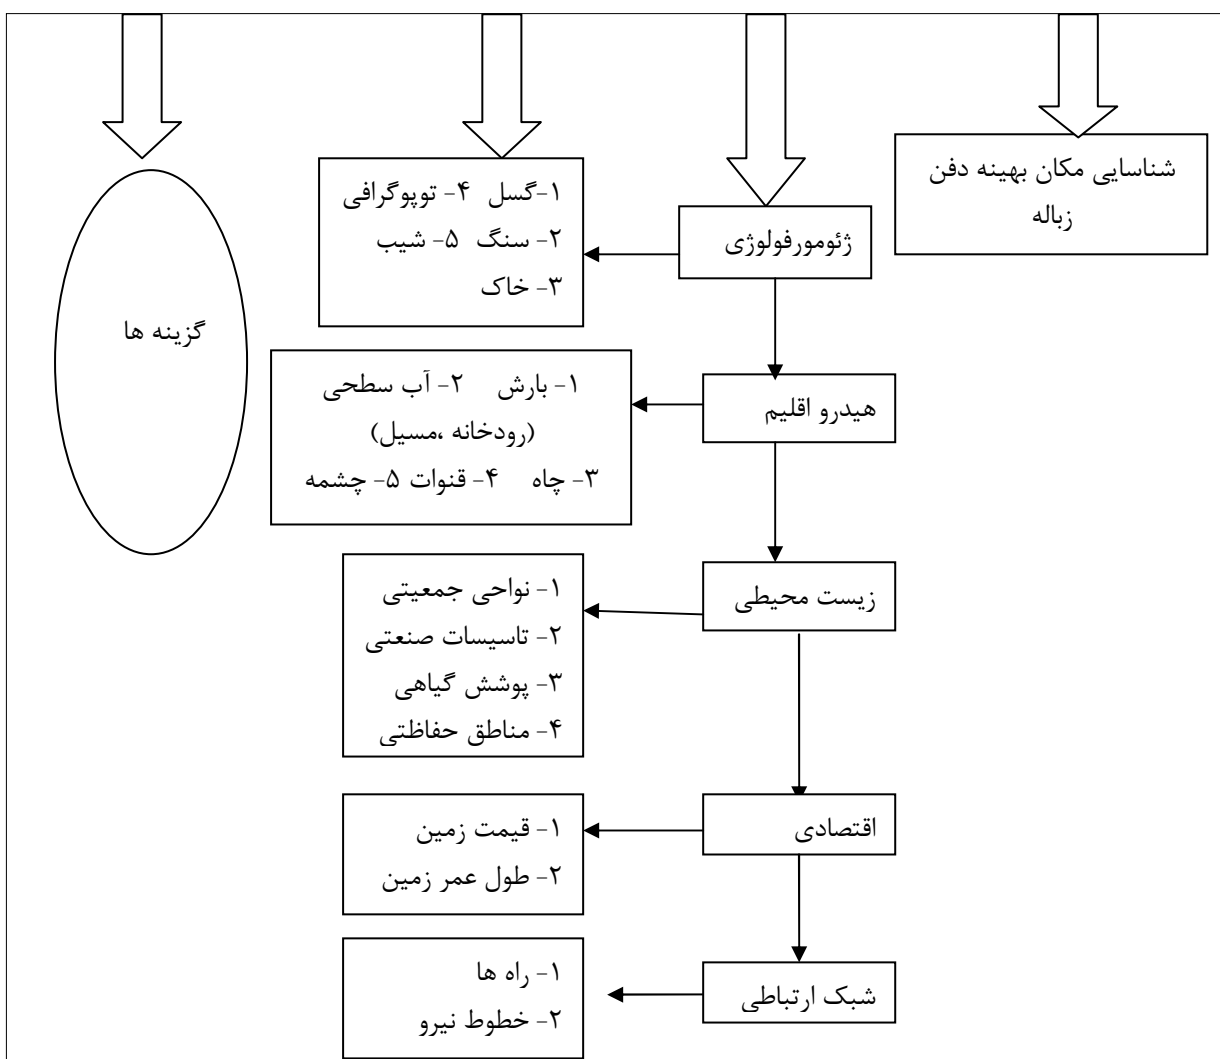 شناسایی مکان بهینه دفن
زباله
ژئومورفولوژی
۱-گسل ۴- توپوگرافی
۲- سنگ ۵- شیب
۳- خاک
گزینه ها
هیدرو اقلیم
۱- بارش ۲- آب سطحی
(رودخانه ،مسیل)
۳- چاه ۴- قنوات ۵- چشمه
زیست محیطی
۱- نواحی جمعیتی
۲- تاسیسات صنعتی
۳- پوشش گیاهی
۴- مناطق حفاظتی
اقتصادی
۱- قیمت زمین
۲- طول عمر زمین
شبک ارتباطی
۱- راه ها
۲- خطوط نیرو